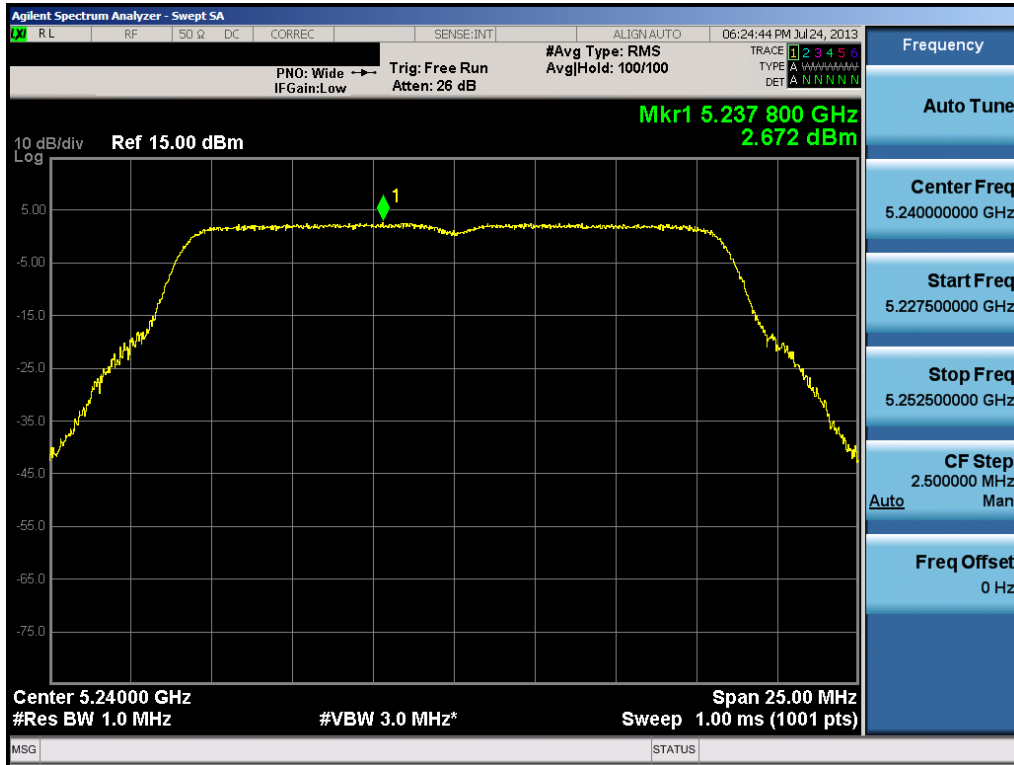 Agilent Spectrum Analyzer - Swept SA
LXI RL RF 50 Ω DC CORREC SENSE:INT ALIGN AUTO 06:24:44 PM Jul 24, 2013
PNO: Wide
IFGain:Low
Trig: Free Run
Atten: 26 dB
#Avg Type: RMS
Avg|Hold: 100/100
TRACE 1 2 3 4 5 6
TYPE A WWWWW
DET A N N N N N
Mkr1 5.237 800 GHz
2.672 dBm
10 dB/div Ref 15.00 dBm
Log
5.00
-5.00
-15.0
-25.0
-35.0
-45.0
-55.0
-65.0
-75.0
1
Center 5.24000 GHz Span 25.00 MHz
#Res BW 1.0 MHz #VBW 3.0 MHz* Sweep 1.00 ms (1001 pts)
MSG STATUS
Frequency
Auto Tune
Center Freq
5.240000000 GHz
Start Freq
5.227500000 GHz
Stop Freq
5.252500000 GHz
CF Step
2.500000 MHz
Auto Man
Freq Offset
0 Hz